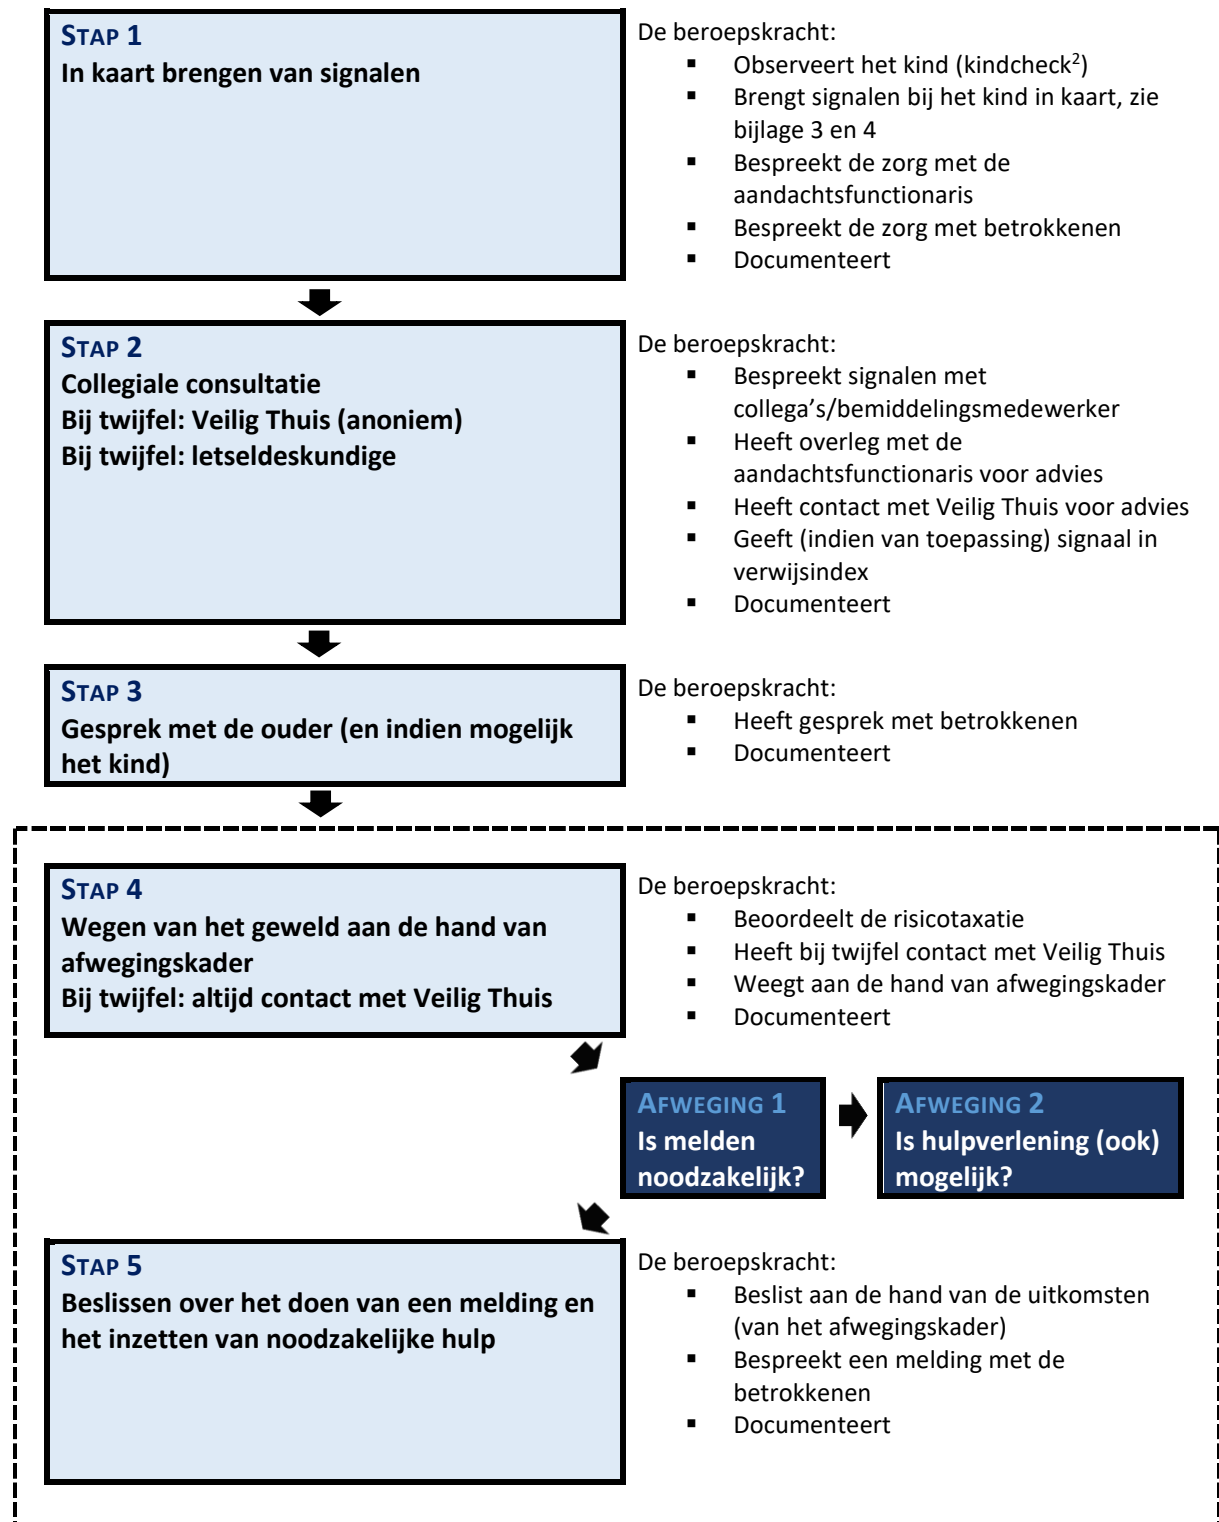 STAP 1
In kaart brengen van signalen
De beroepskracht:
▪ Observeert het kind (kindcheck²)
▪ Brengt signalen bij het kind in kaart, zie
bijlage 3 en 4
▪ Bespreekt de zorg met de
aandachtsfunctionaris
▪ Bespreekt de zorg met betrokkenen
▪ Documenteert
STAP 2
Collegiale consultatie
Bij twijfel: Veilig Thuis (anoniem)
Bij twijfel: letseldeskundige
De beroepskracht:
▪ Bespreekt signalen met
collega’s/bemiddelingsmedewerker
▪ Heeft overleg met de
aandachtsfunctionaris voor advies
▪ Heeft contact met Veilig Thuis voor advies
▪ Geeft (indien van toepassing) signaal in
verwijsindex
▪ Documenteert
STAP 3
Gesprek met de ouder (en indien mogelijk
het kind)
De beroepskracht:
▪ Heeft gesprek met betrokkenen
▪ Documenteert
STAP 4
Wegen van het geweld aan de hand van
afwegingskader
Bij twijfel: altijd contact met Veilig Thuis
De beroepskracht:
▪ Beoordeelt de risicotaxatie
▪ Heeft bij twijfel contact met Veilig Thuis
▪ Weegt aan de hand van afwegingskader
▪ Documenteert
AFWEGING 1
Is melden
noodzakelijk?
AFWEGING 2
Is hulpverlening (ook)
mogelijk?
STAP 5
Beslissen over het doen van een melding en
het inzetten van noodzakelijke hulp
De beroepskracht:
▪ Beslist aan de hand van de uitkomsten
(van het afwegingskader)
▪ Bespreekt een melding met de
betrokkenen
▪ Documenteert